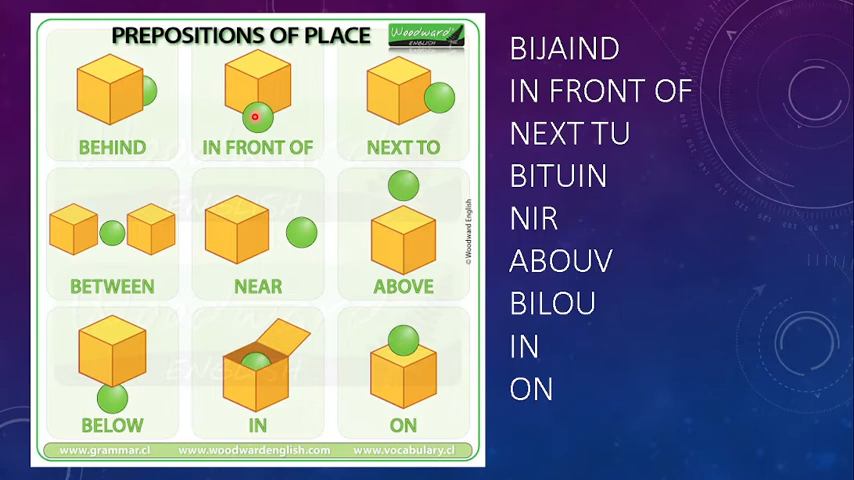 PREPOSITIONS OF PLACE
Woodward
ENGLISH
BEHIND
IN FRONT OF
NEXT TO
BETWEEN
NEAR
ABOVE
BELOW
IN
ON
© Woodward English
www.grammar.cl www.woodwardenglish.com www.vocabulary.cl
BIJAIND
IN FRONT OF
NEXT TU
BITUIN
NIR
ABOUV
BILOU
IN
ON